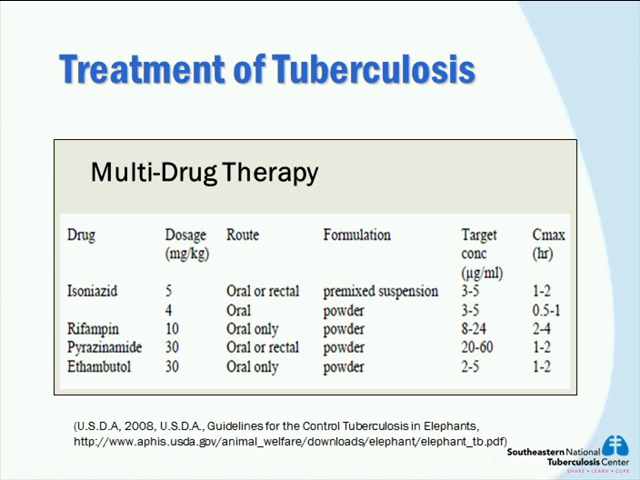 Treatment of Tuberculosis
Multi-Drug Therapy
Drug Dosage Route Formulation Target Cmax
(mg/kg) conc (hr)
(µg/ml)
Isoniazid 5 Oral or rectal premixed suspension 3-5 1-2
4 Oral powder 3-5 0.5-1
Rifampin 10 Oral only powder 8-24 2-4
Pyrazinamide 30 Oral or rectal powder 20-60 1-2
Ethambutol 30 Oral only powder 2-5 1-2
(U.S.D.A, 2008, U.S.D.A., Guidelines for the Control Tuberculosis in Elephants,
http://www.aphis.usda.gov/animal_welfare/downloads/elephant/elephant_tb.pdf)
Southeastern National
Tuberculosis Center
SHARE • LEARN • CURE